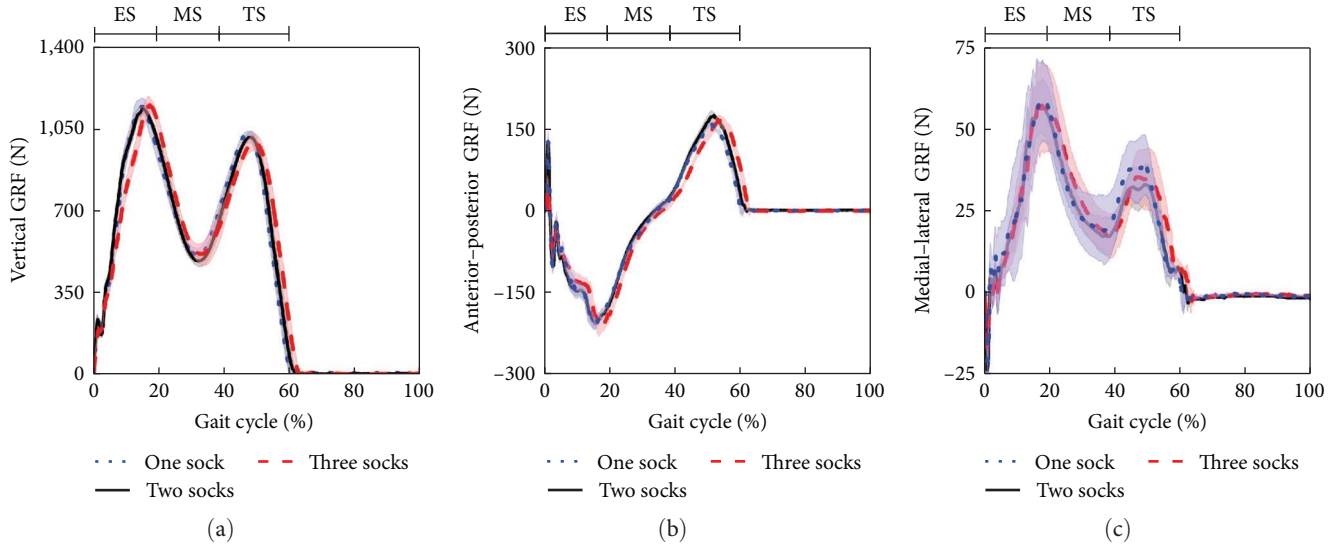 ES MS TS
1,400
1,050
700
350
0
Vertical GRF (N)
0 20 40 60 80 100
Gait cycle (%)
One sock Three socks
Two socks
(a)
ES MS TS
300
150
0
−150
−300
Anterior−posterior GRF (N)
0 20 40 60 80 100
Gait cycle (%)
One sock Three socks
Two socks
(b)
ES MS TS
75
50
25
0
−25
Medial−lateral GRF (N)
0 20 40 60 80 100
Gait cycle (%)
One sock Three socks
Two socks
(c)